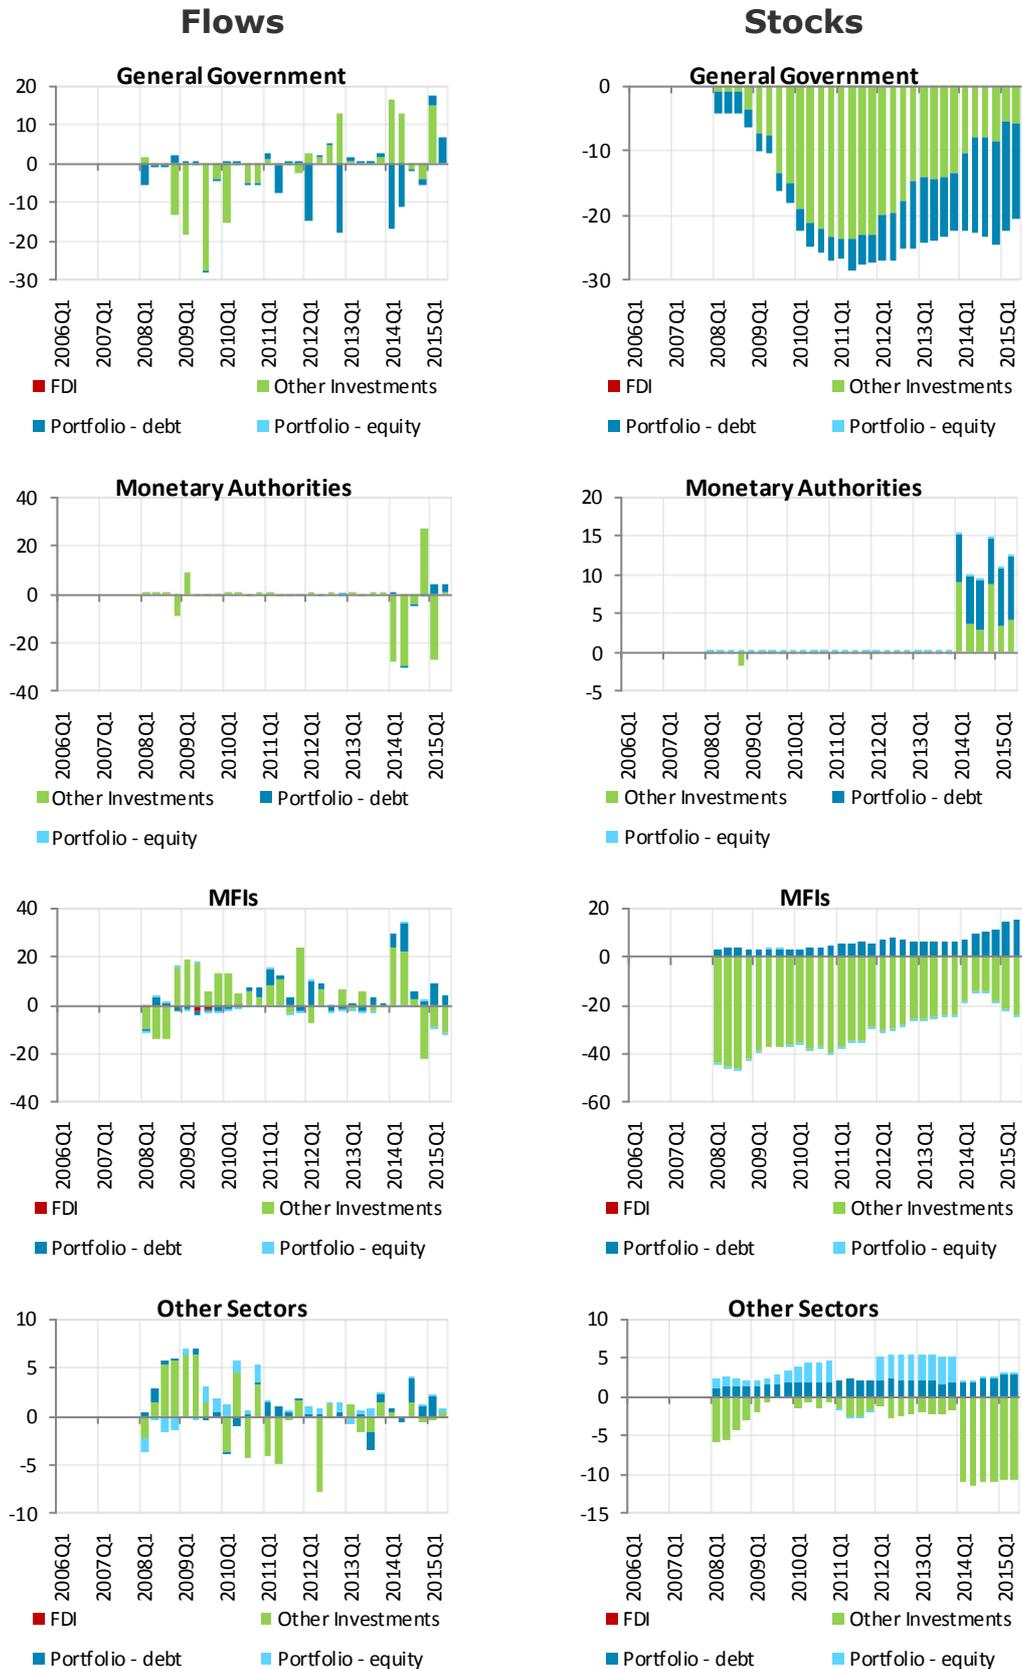 Flows
Stocks
General Government
20
10
0
-10
-20
-30
2006Q1 2007Q1 2008Q1 2009Q1 2010Q1 2011Q1 2012Q1 2013Q1 2014Q1 2015Q1
FDI Other Investments
Portfolio - debt Portfolio - equity
General Government
0
-10
-20
-30
2006Q1 2007Q1 2008Q1 2009Q1 2010Q1 2011Q1 2012Q1 2013Q1 2014Q1 2015Q1
FDI Other Investments
Portfolio - debt Portfolio - equity
Monetary Authorities
40
20
0
-20
-40
2006Q1 2007Q1 2008Q1 2009Q1 2010Q1 2011Q1 2012Q1 2013Q1 2014Q1 2015Q1
Other Investments Portfolio - debt
Portfolio - equity
Monetary Authorities
20
15
10
5
0
-5
2006Q1 2007Q1 2008Q1 2009Q1 2010Q1 2011Q1 2012Q1 2013Q1 2014Q1 2015Q1
Other Investments Portfolio - debt
Portfolio - equity
MFIs
40
20
0
-20
-40
2006Q1 2007Q1 2008Q1 2009Q1 2010Q1 2011Q1 2012Q1 2013Q1 2014Q1 2015Q1
FDI Other Investments
Portfolio - debt Portfolio - equity
MFIs
20
0
-20
-40
-60
2006Q1 2007Q1 2008Q1 2009Q1 2010Q1 2011Q1 2012Q1 2013Q1 2014Q1 2015Q1
FDI Other Investments
Portfolio - debt Portfolio - equity
Other Sectors
10
5
0
-5
-10
2006Q1 2007Q1 2008Q1 2009Q1 2010Q1 2011Q1 2012Q1 2013Q1 2014Q1 2015Q1
FDI Other Investments
Portfolio - debt Portfolio - equity
Other Sectors
10
5
0
-5
-10
-15
2006Q1 2007Q1 2008Q1 2009Q1 2010Q1 2011Q1 2012Q1 2013Q1 2014Q1 2015Q1
FDI Other Investments
Portfolio - debt Portfolio - equity